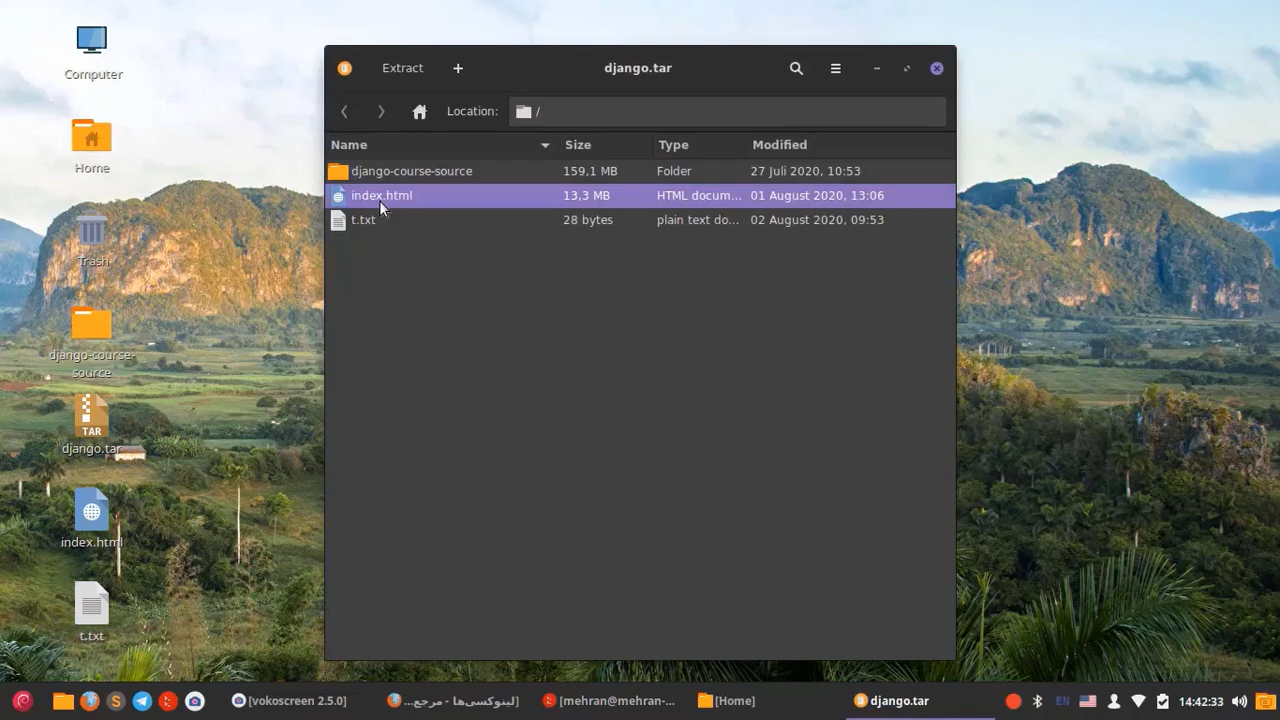 Computer
Home
Trash
django-course-
source
TAR
django.tar
index.html
t.txt
Extract
+
django.tar
Location:
/
Name Size Type Modified
django-course-source 159,1 MB Folder 27 Juli 2020, 10:53
index.html 13,3 MB HTML docum... 01 August 2020, 13:06
t.txt 28 bytes plain text do... 02 August 2020, 09:53
[vokoscreen 2.5.0]
[لینوکسی‌ها - مرجع...]
[mehran@mehran-...
[Home]
django.tar
EN
14:42:33